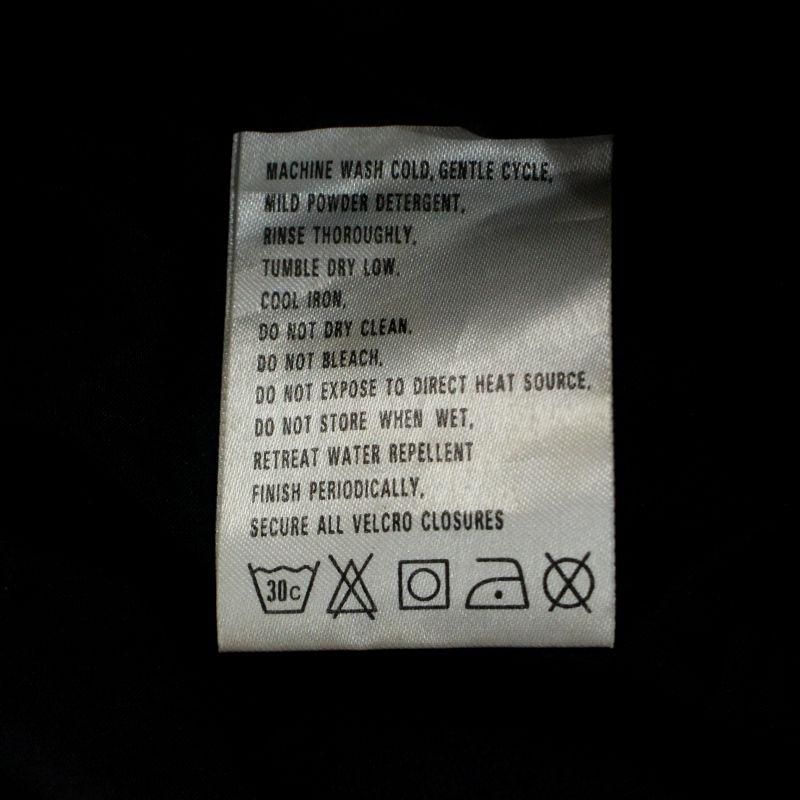 MACHINE WASH COLD, GENTLE CYCLE,
MILD POWDER DETERGENT,
RINSE THOROUGHLY,
TUMBLE DRY LOW,
COOL IRON,
DO NOT DRY CLEAN,
DO NOT BLEACH,
DO NOT EXPOSE TO DIRECT HEAT SOURCE,
DO NOT STORE WHEN WET,
RETREAT WATER REPELLENT
FINISH PERIODICALLY,
SECURE ALL VELCRO CLOSURES
30C